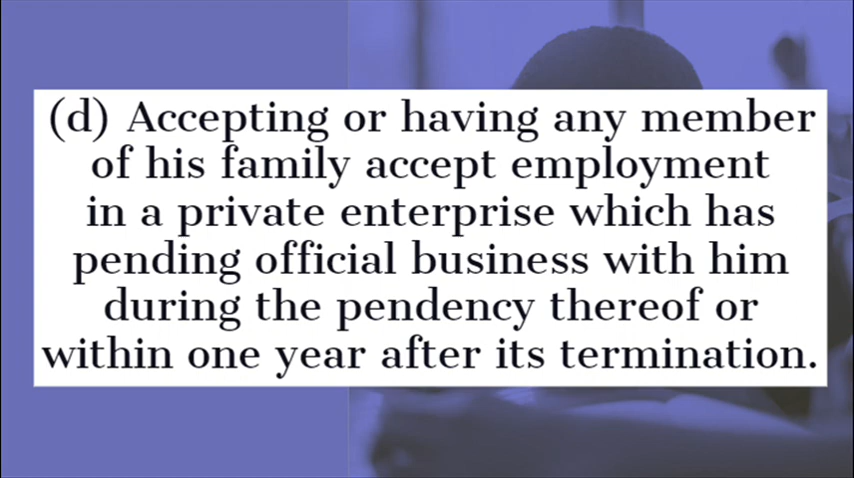 (d) Accepting or having any member
of his family accept employment
in a private enterprise which has
pending official business with him
during the pendency thereof or
within one year after its termination.